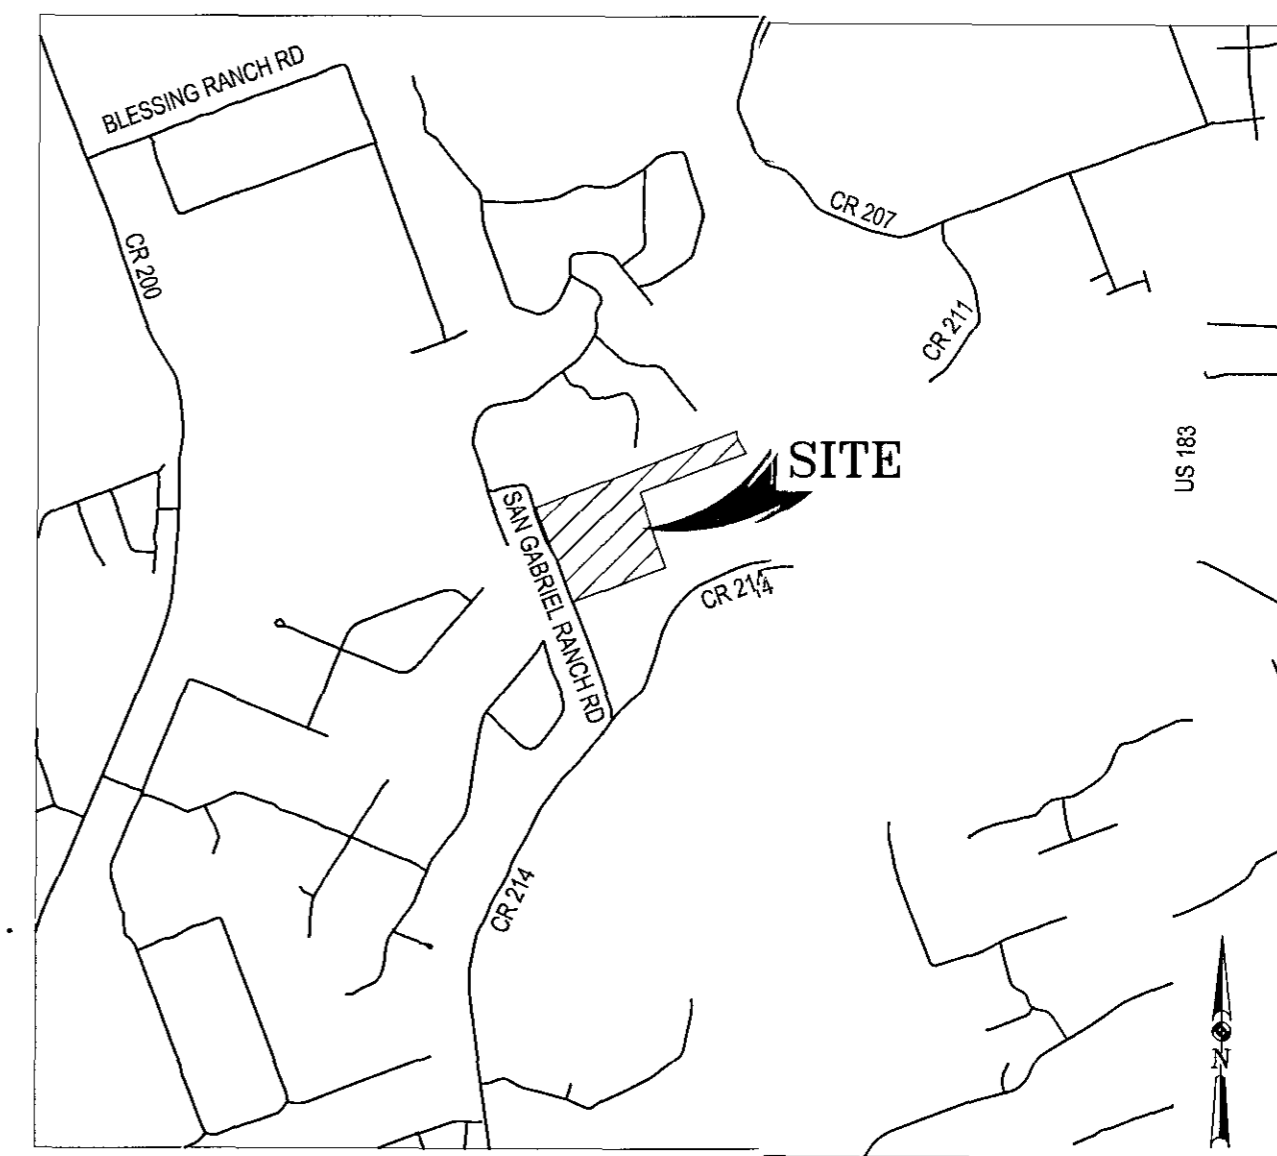 BLESSING RANCH RD
CR 207
CR 200
CR 211
US 183
SITE
SAN GABRIEL RANCH RD
CR 214
CR 214
N